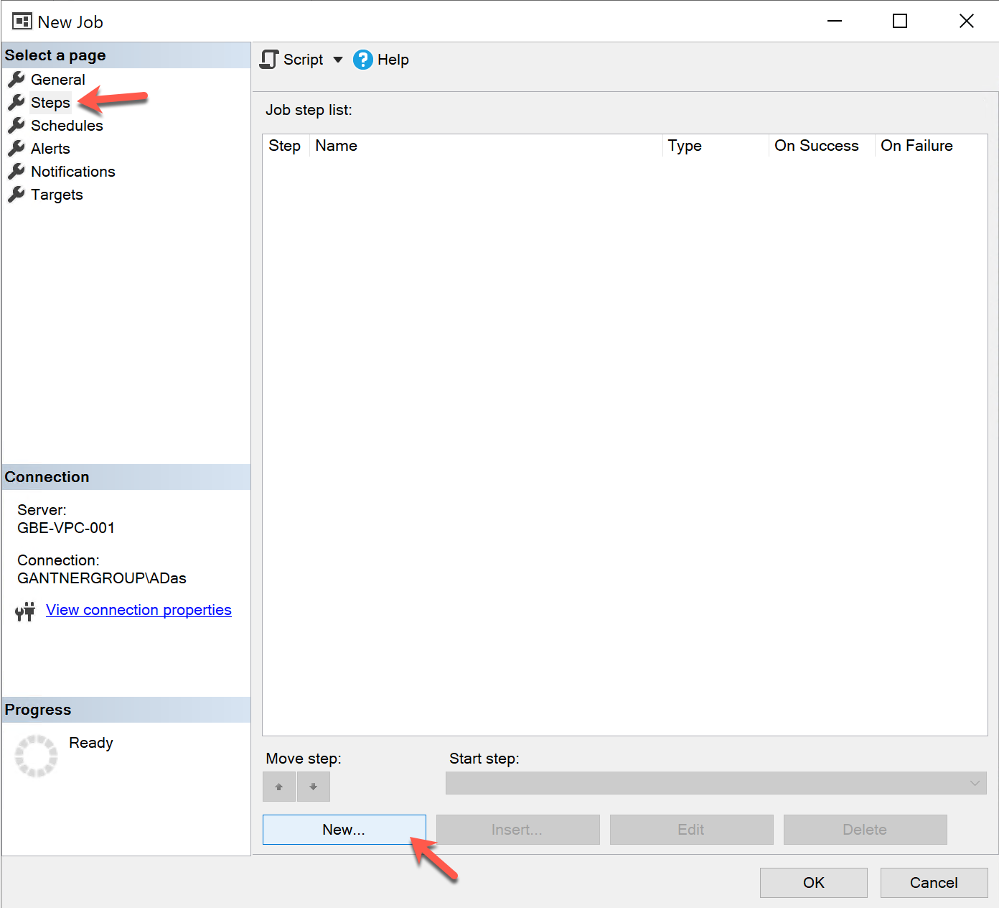 New Job
Select a page
General
Steps
Schedules
Alerts
Notifications
Targets
Connection
Server:
GBE-VPC-001
Connection:
GANTNERGROUP\ADas
View connection properties
Progress
Ready
Script ? Help
Job step list:
Step Name Type On Success On Failure
Move step: Start step:
New... Insert... Edit Delete
OK Cancel